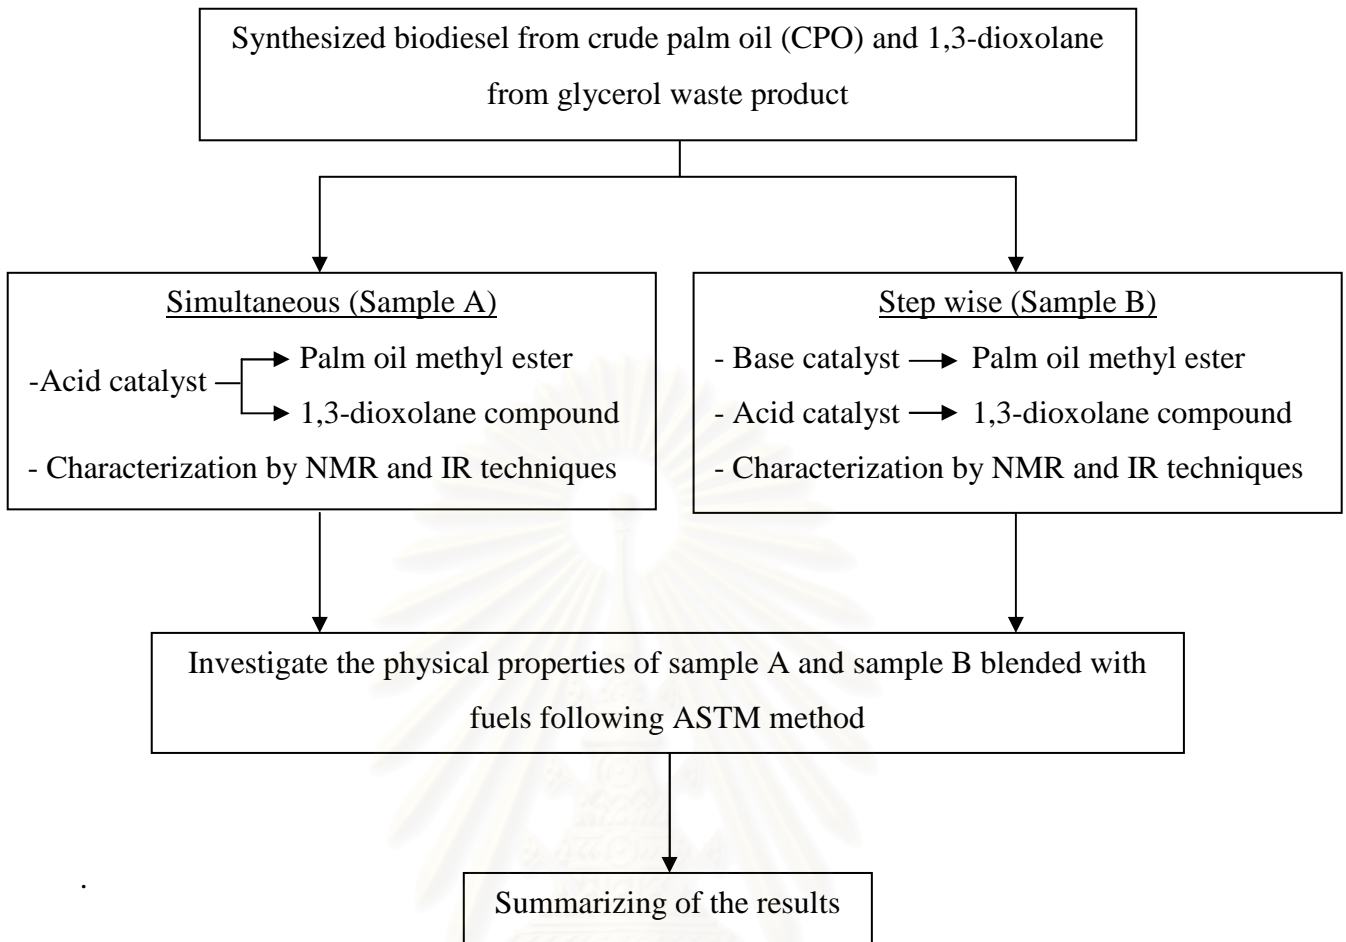 Synthesized biodiesel from crude palm oil (CPO) and 1,3-dioxolane
from glycerol waste product
Simultaneous (Sample A)
-Acid catalyst
Palm oil methyl ester
1,3-dioxolane compound
- Characterization by NMR and IR techniques
Step wise (Sample B)
- Base catalyst Palm oil methyl ester
- Acid catalyst 1,3-dioxolane compound
- Characterization by NMR and IR techniques
Investigate the physical properties of sample A and sample B blended with
fuels following ASTM method
.
Summarizing of the results